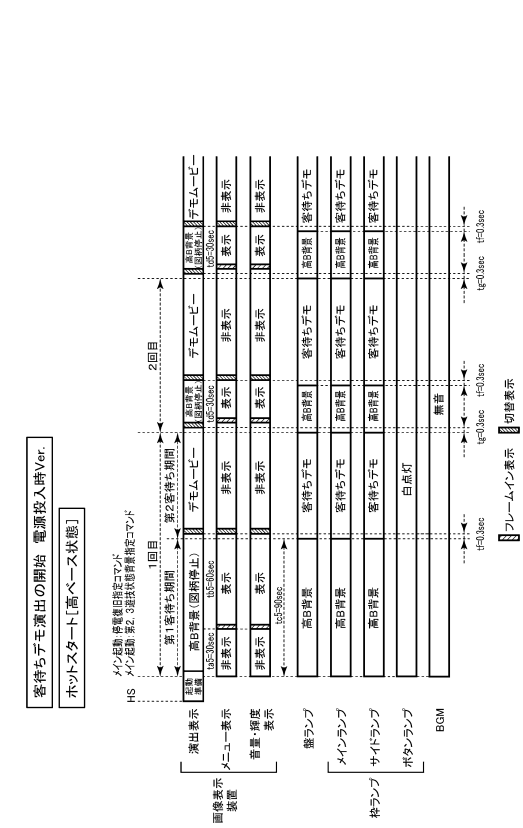 客待ちデモ演出の開始 電源投入時Ver.
ホットスタート[高ベース状態]
メイン起動:停電復旧指定コマンド
メイン起動:第2,3遊技状態背景指定コマンド
HS
1回目
2回目
第1客待ち期間
第2客待ち期間
画像表示装置
演出表示
起動準備
高B背景(図柄停止)
デモムービー
高B背景図柄停止
デモムービー
高B背景図柄停止
デモムービー
ta5=30sec
tb5=60sec
td5=30sec
td5=30sec
メニュー表示
非表示
表示
非表示
表示
非表示
表示
非表示
音量・輝度表示
非表示
表示
非表示
表示
非表示
表示
非表示
tc5=90sec
盤ランプ
高B背景
客待ちデモ
高B背景
客待ちデモ
高B背景
客待ちデモ
枠ランプ
メインランプ
高B背景
客待ちデモ
高B背景
客待ちデモ
高B背景
客待ちデモ
サイドランプ
高B背景
客待ちデモ
高B背景
客待ちデモ
高B背景
客待ちデモ
ボタンランプ
白点灯
BGM
無音
tf=0.3sec
tg=0.3sec
tf=0.3sec
tg=0.3sec
tf=0.3sec
フレームイン表示
切替表示